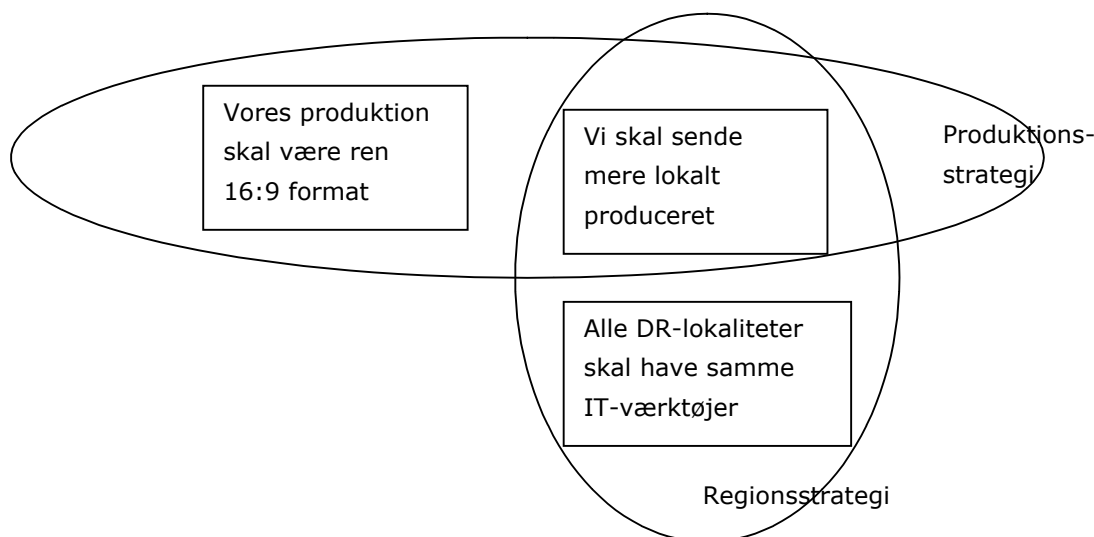 Vores produktion
skal være ren
16:9 format
Vi skal sende
mere lokalt
produceret
Produktions-
strategi
Alle DR-lokaliteter
skal have samme
IT-værktøjer
Regionsstrategi